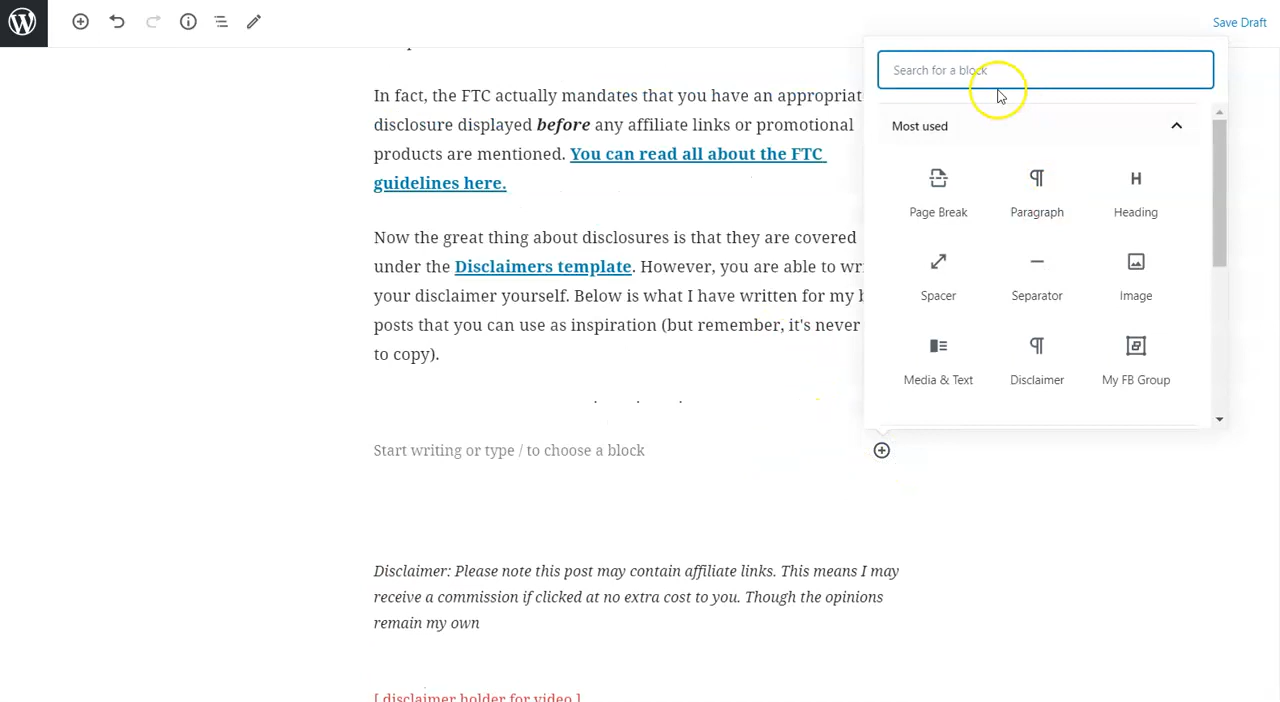 Save Draft
Search for a block
Most used
Page Break
Paragraph
Heading
Spacer
Separator
Image
Media & Text
Disclaimer
My FB Group
In fact, the FTC actually mandates that you have an appropriat
disclosure displayed before any affiliate links or promotional
products are mentioned. You can read all about the FTC
guidelines here.
Now the great thing about disclosures is that they are covered
under the Disclaimers template. However, you are able to wri
your disclaimer yourself. Below is what I have written for my b
posts that you can use as inspiration (but remember, it's never
to copy).
. . .
Start writing or type / to choose a block
Disclaimer: Please note this post may contain affiliate links. This means I may
receive a commission if clicked at no extra cost to you. Though the opinions
remain my own
[ disclaimer holder for video ]